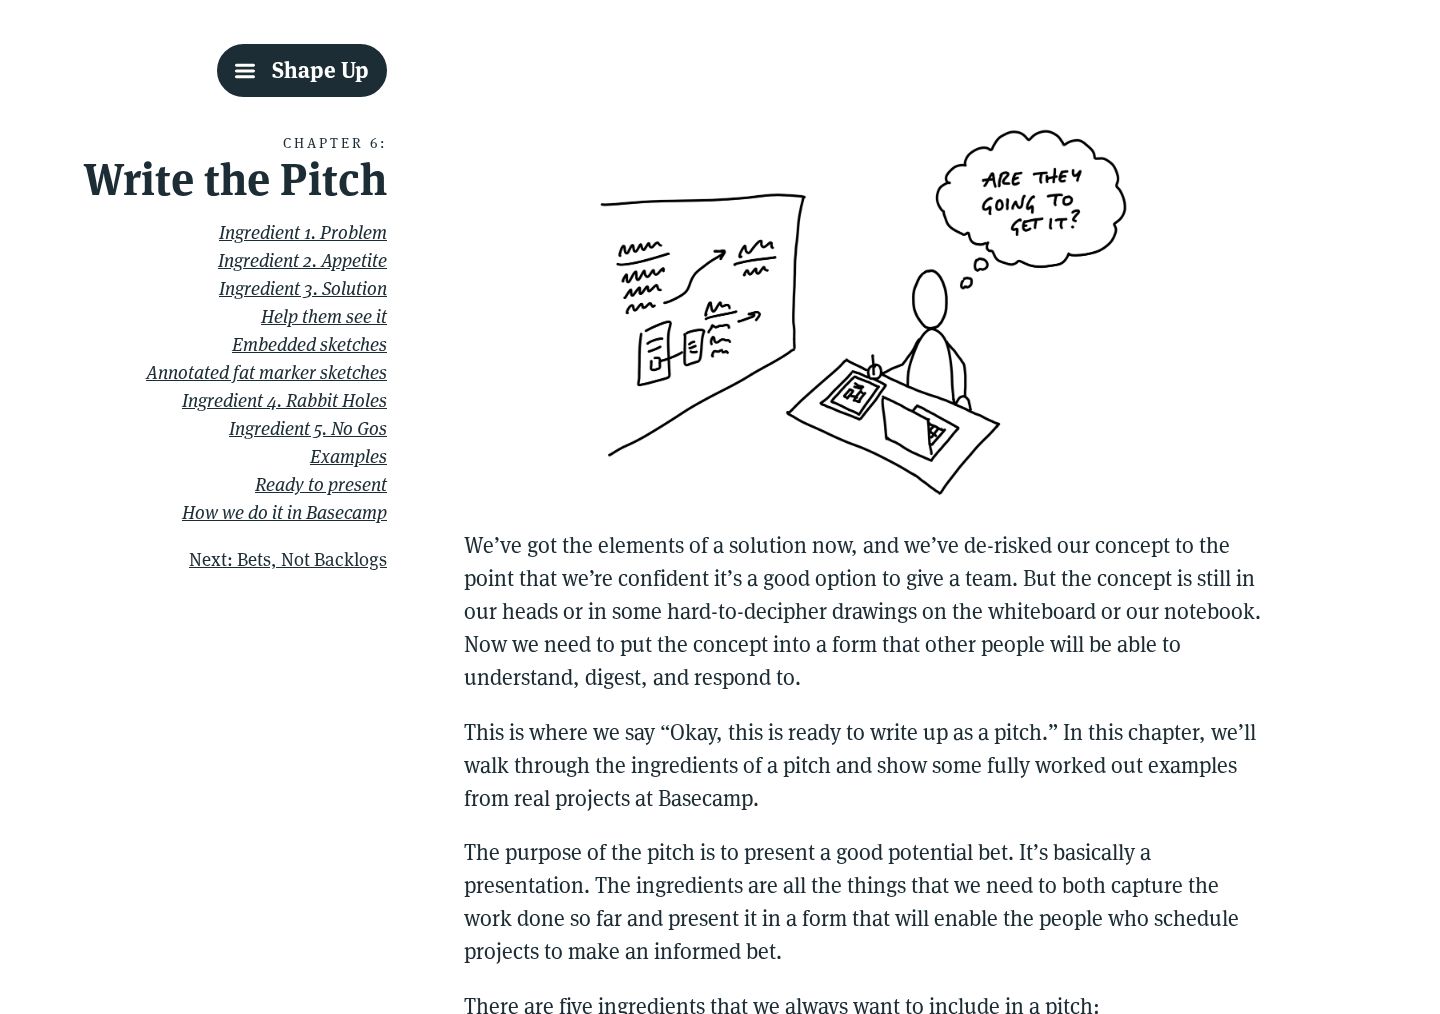 Shape Up
CHAPTER 6:
Write the Pitch
Ingredient 1. Problem
Ingredient 2. Appetite
Ingredient 3. Solution
Help them see it
Embedded sketches
Annotated fat marker sketches
Ingredient 4. Rabbit Holes
Ingredient 5. No Gos
Examples
Ready to present
How we do it in Basecamp
Next: Bets, Not Backlogs
ARE THEY
GOING TO
GET IT?
We’ve got the elements of a solution now, and we’ve de-risked our concept to the
point that we’re confident it’s a good option to give a team. But the concept is still in
our heads or in some hard-to-decipher drawings on the whiteboard or our notebook.
Now we need to put the concept into a form that other people will be able to
understand, digest, and respond to.
This is where we say “Okay, this is ready to write up as a pitch.” In this chapter, we’ll
walk through the ingredients of a pitch and show some fully worked out examples
from real projects at Basecamp.
The purpose of the pitch is to present a good potential bet. It’s basically a
presentation. The ingredients are all the things that we need to both capture the
work done so far and present it in a form that will enable the people who schedule
projects to make an informed bet.
There are five ingredients that we always want to include in a pitch: